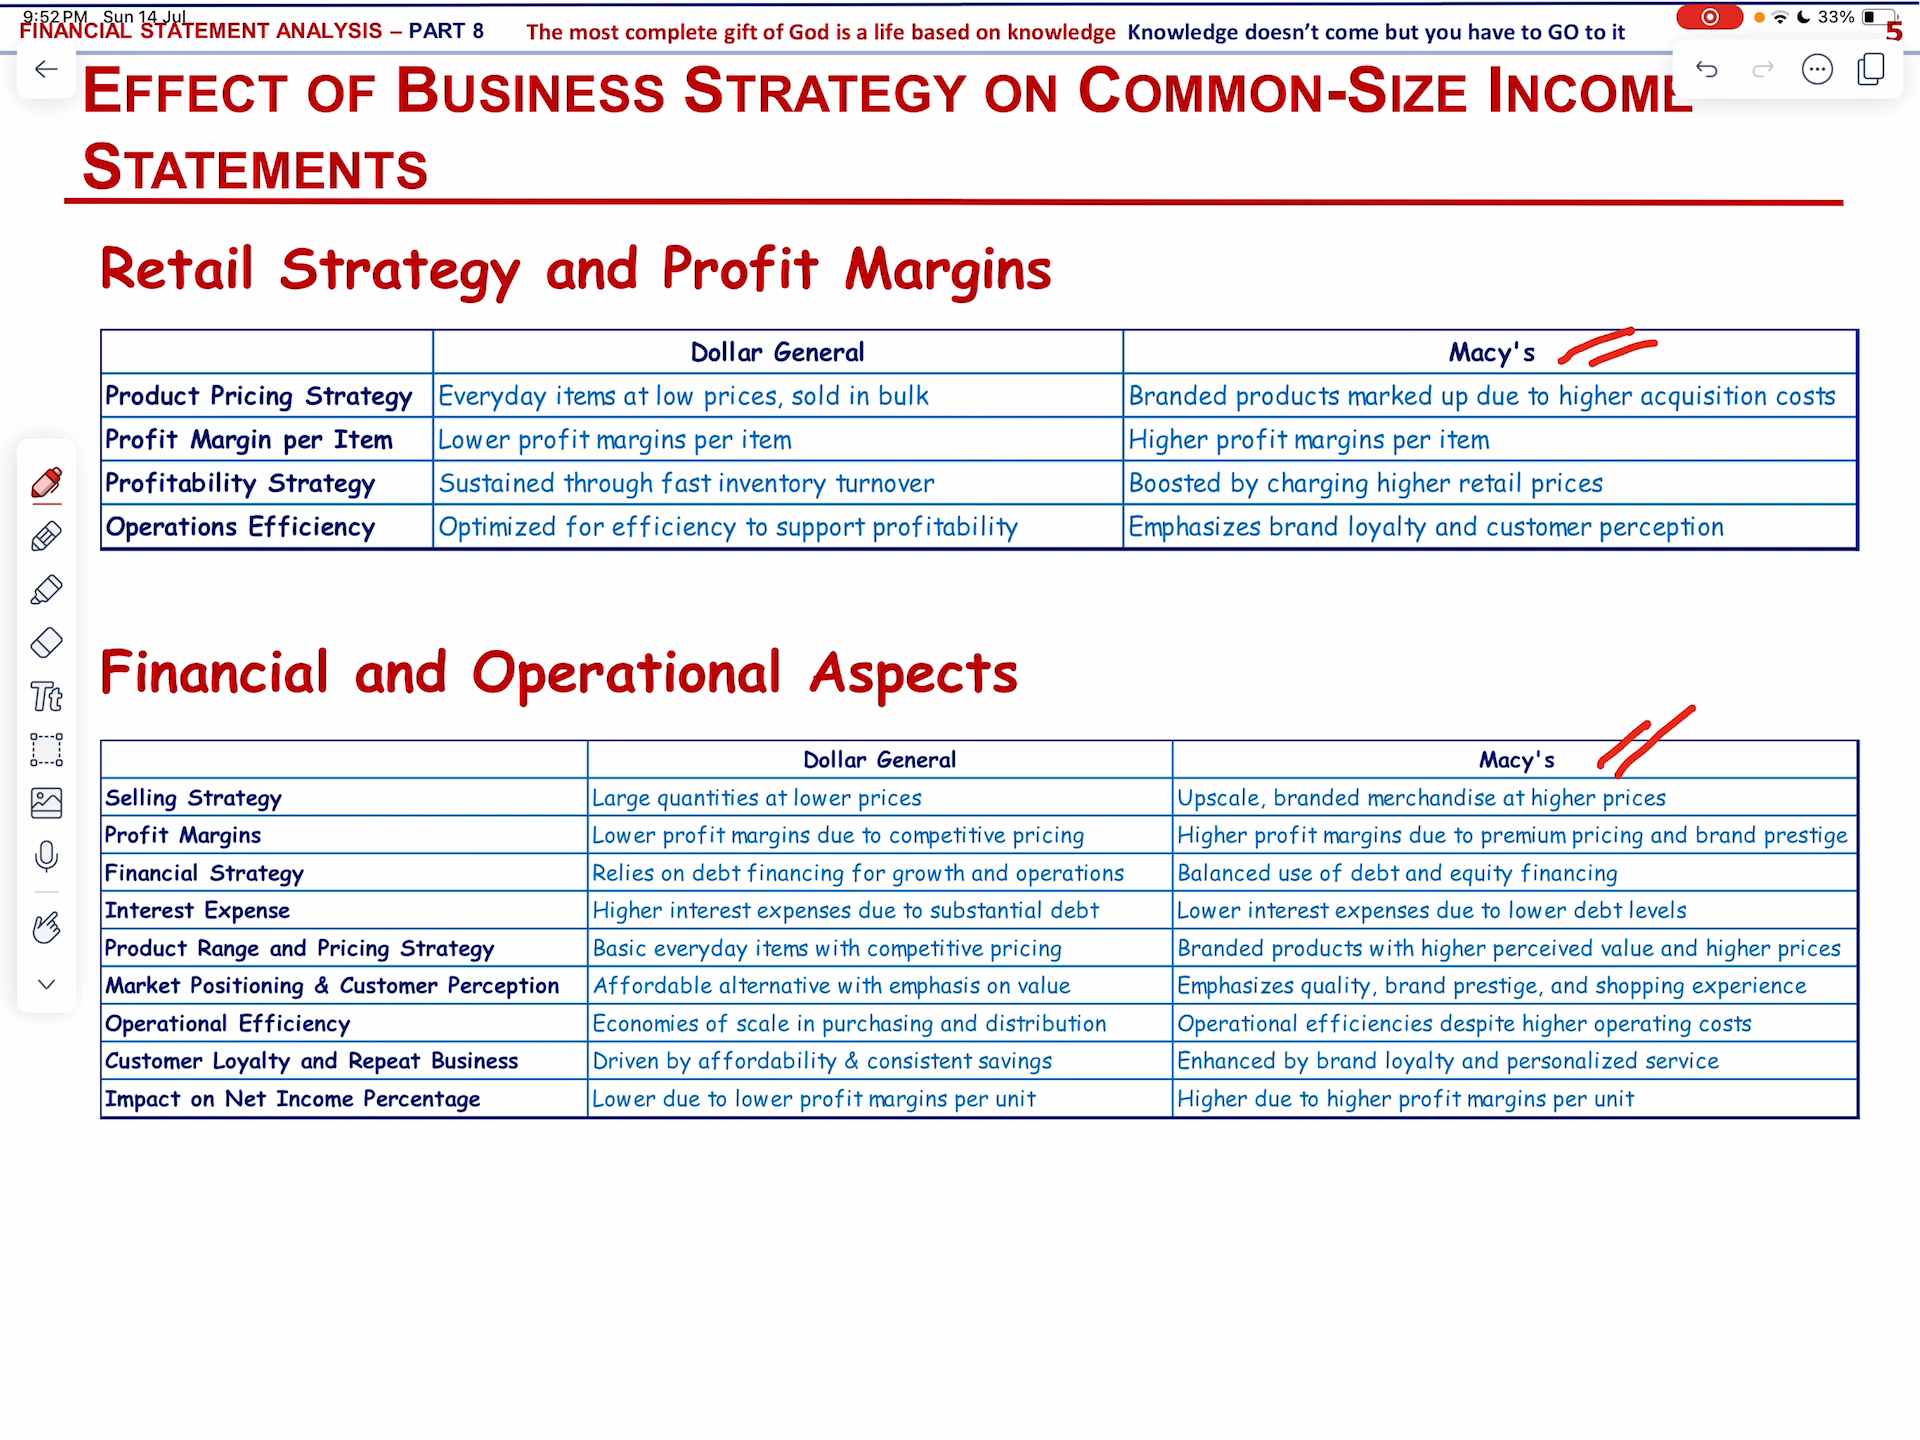 9:52 PM Sun 14 Jul
33%
FINANCIAL STATEMENT ANALYSIS – PART 8 The most complete gift of God is a life based on knowledge Knowledge doesn't come but you have to GO to it 5
EFFECT OF BUSINESS STRATEGY ON COMMON-SIZE INCOME
STATEMENTS
Retail Strategy and Profit Margins
Dollar General Macy's
Product Pricing Strategy Everyday items at low prices, sold in bulk Branded products marked up due to higher acquisition costs
Profit Margin per Item Lower profit margins per item Higher profit margins per item
Profitability Strategy Sustained through fast inventory turnover Boosted by charging higher retail prices
Operations Efficiency Optimized for efficiency to support profitability Emphasizes brand loyalty and customer perception
Financial and Operational Aspects
Dollar General Macy's
Selling Strategy Large quantities at lower prices Upscale, branded merchandise at higher prices
Profit Margins Lower profit margins due to competitive pricing Higher profit margins due to premium pricing and brand prestige
Financial Strategy Relies on debt financing for growth and operations Balanced use of debt and equity financing
Interest Expense Higher interest expenses due to substantial debt Lower interest expenses due to lower debt levels
Product Range and Pricing Strategy Basic everyday items with competitive pricing Branded products with higher perceived value and higher prices
Market Positioning & Customer Perception Affordable alternative with emphasis on value Emphasizes quality, brand prestige, and shopping experience
Operational Efficiency Economies of scale in purchasing and distribution Operational efficiencies despite higher operating costs
Customer Loyalty and Repeat Business Driven by affordability & consistent savings Enhanced by brand loyalty and personalized service
Impact on Net Income Percentage Lower due to lower profit margins per unit Higher due to higher profit margins per unit
Tt